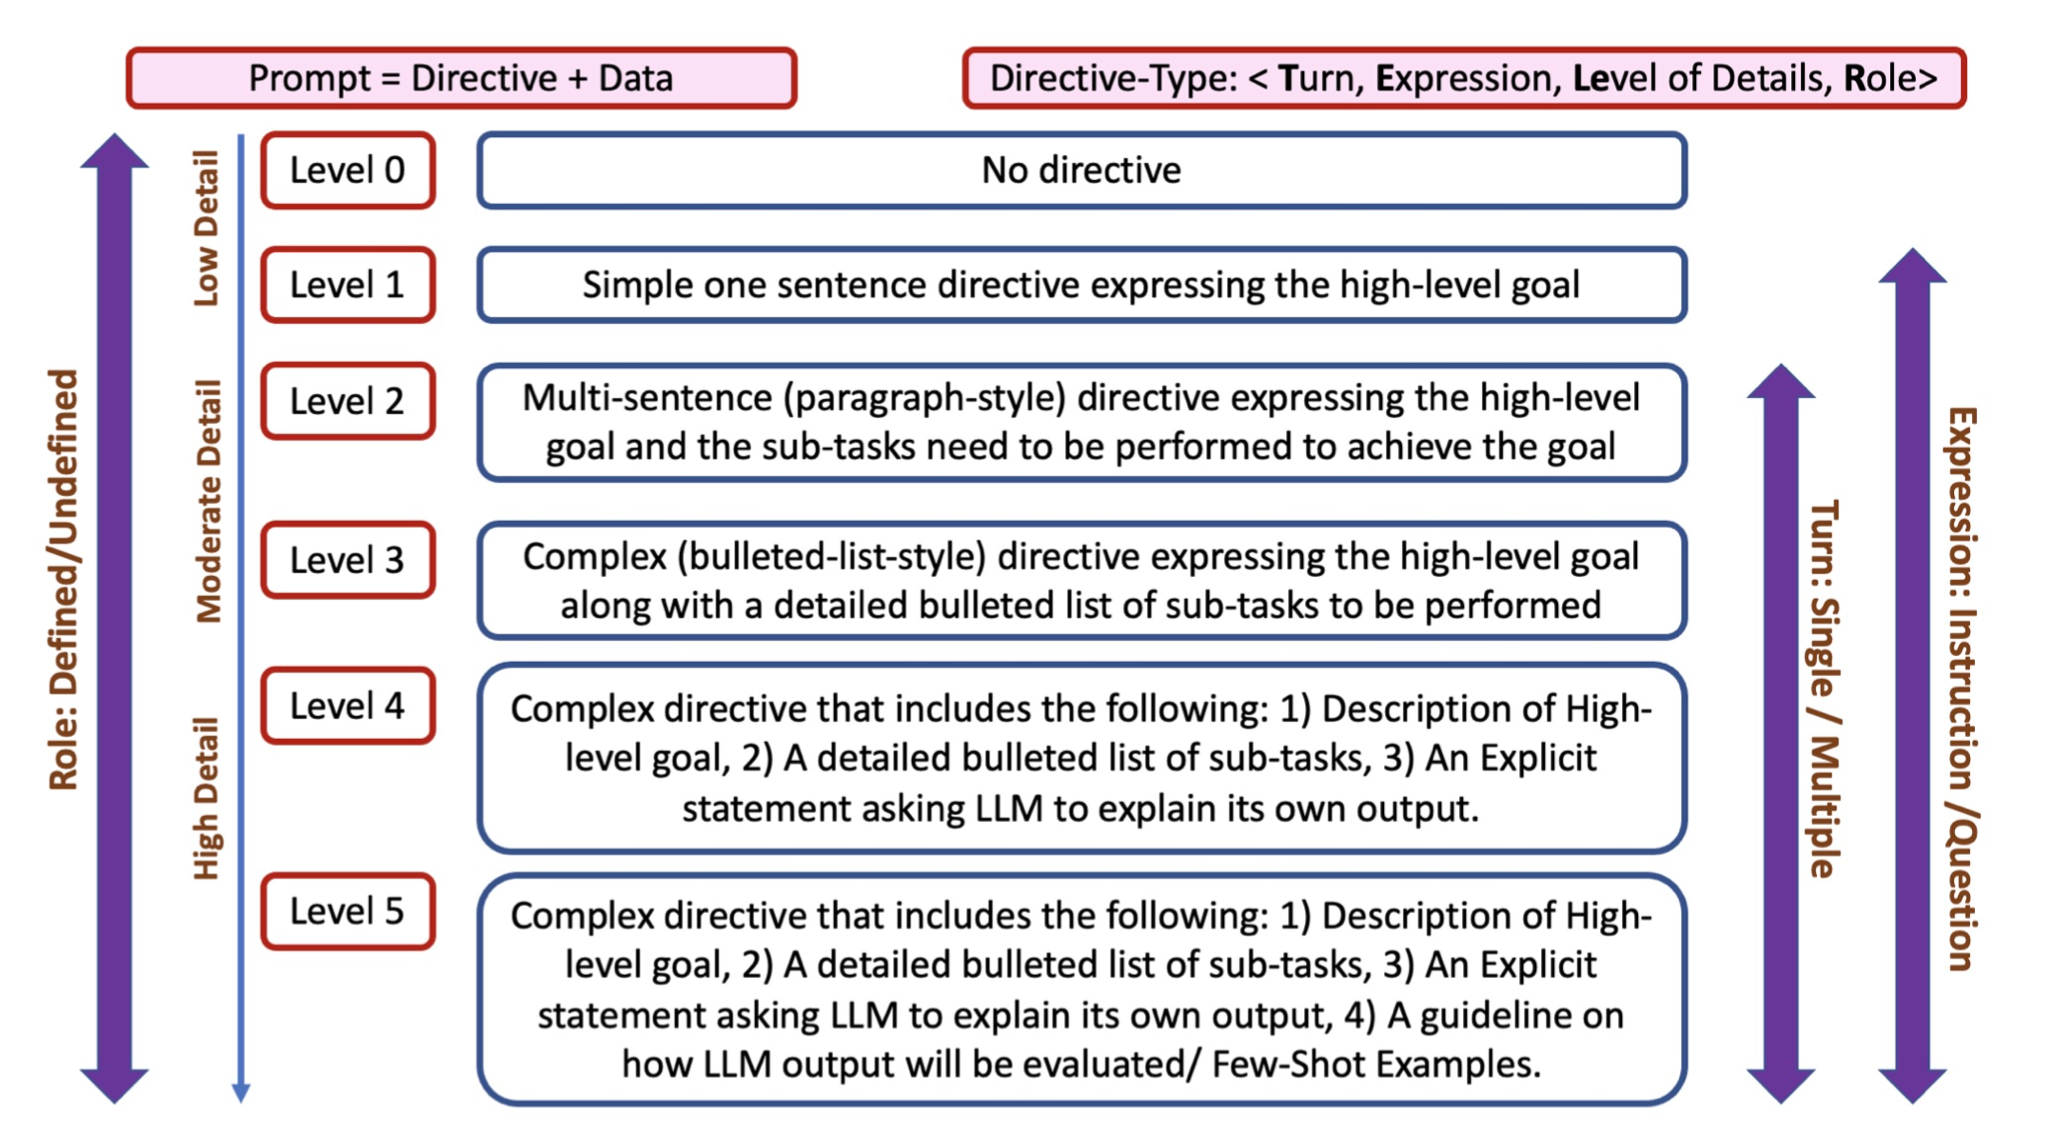 Prompt = Directive + Data
Directive-Type: < Turn, Expression, Level of Details, Role>
Role: Defined/Undefined
Low Detail
Moderate Detail
High Detail
Level 0
No directive
Level 1
Simple one sentence directive expressing the high-level goal
Level 2
Multi-sentence (paragraph-style) directive expressing the high-level
goal and the sub-tasks need to be performed to achieve the goal
Level 3
Complex (bulleted-list-style) directive expressing the high-level goal
along with a detailed bulleted list of sub-tasks to be performed
Level 4
Complex directive that includes the following: 1) Description of High-
level goal, 2) A detailed bulleted list of sub-tasks, 3) An Explicit
statement asking LLM to explain its own output.
Level 5
Complex directive that includes the following: 1) Description of High-
level goal, 2) A detailed bulleted list of sub-tasks, 3) An Explicit
statement asking LLM to explain its own output, 4) A guideline on
how LLM output will be evaluated/ Few-Shot Examples.
Turn: Single / Multiple
Expression: Instruction /Question